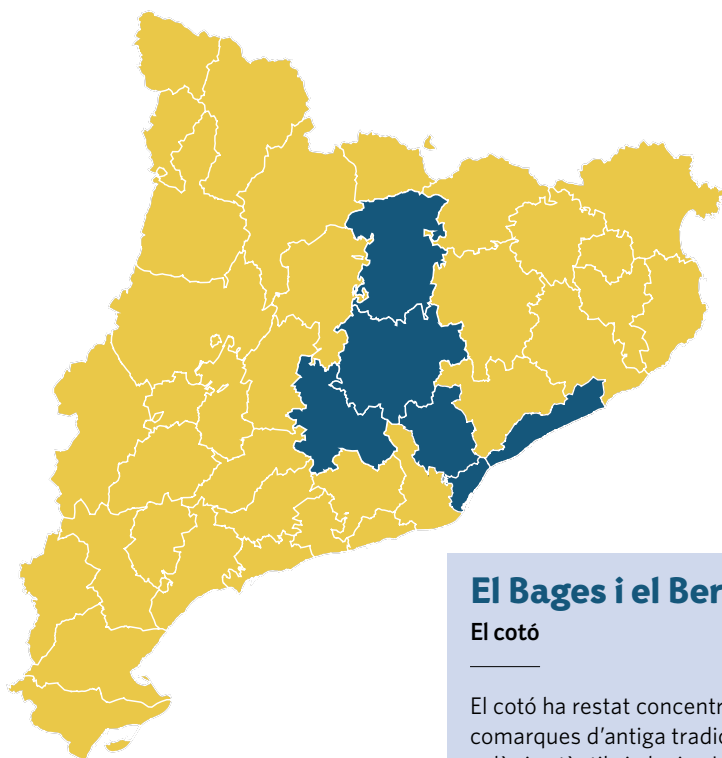 El Bages i el Ber
El cotó
El cotó ha restat concentr
comarques d'antiga tradic